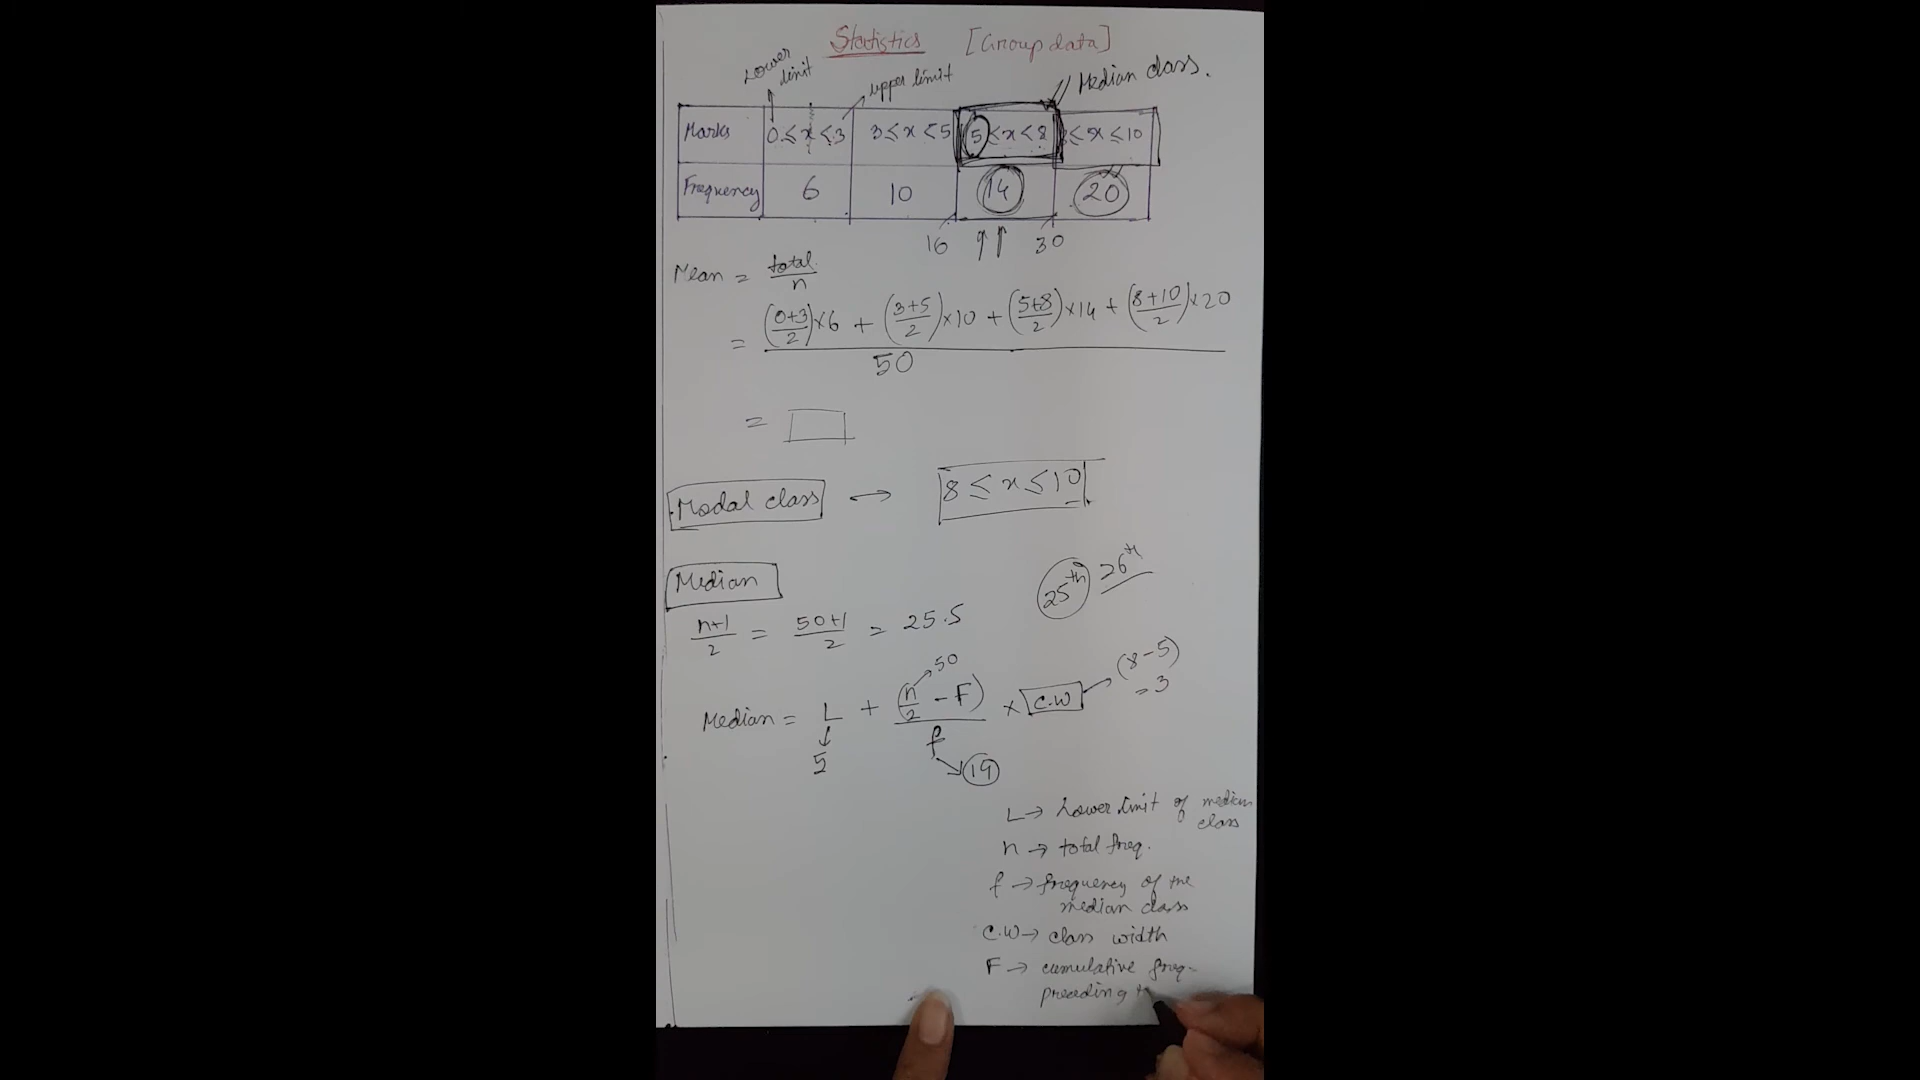 Statistics [Group data]
Lower limit
upper limit
Median class.
Marks 0 ≤ x ≤ 3 3 ≤ x ≤ 5 5 ≤ x < 8 ≤ x ≤ 10
Frequency 6 10 14 20
16 30
Mean = total/n
= ((0+3)/2)×6 + ((3+5)/2)×10 + ((5+8)/2)×14 + ((8+10)/2)×20
50
=
Modal class ↔ 8 ≤ x ≤ 10
Median
25th 26th
n+1/2 = 50+1/2 = 25.5
50
(8-5)
= 3
Median = L + (n/2 - F)/f × C.W
5
14
L → Lower limit of median
class
n → total freq.
f → frequency of the
median class
C.W → class width
F → cumulative freq.
preceding t